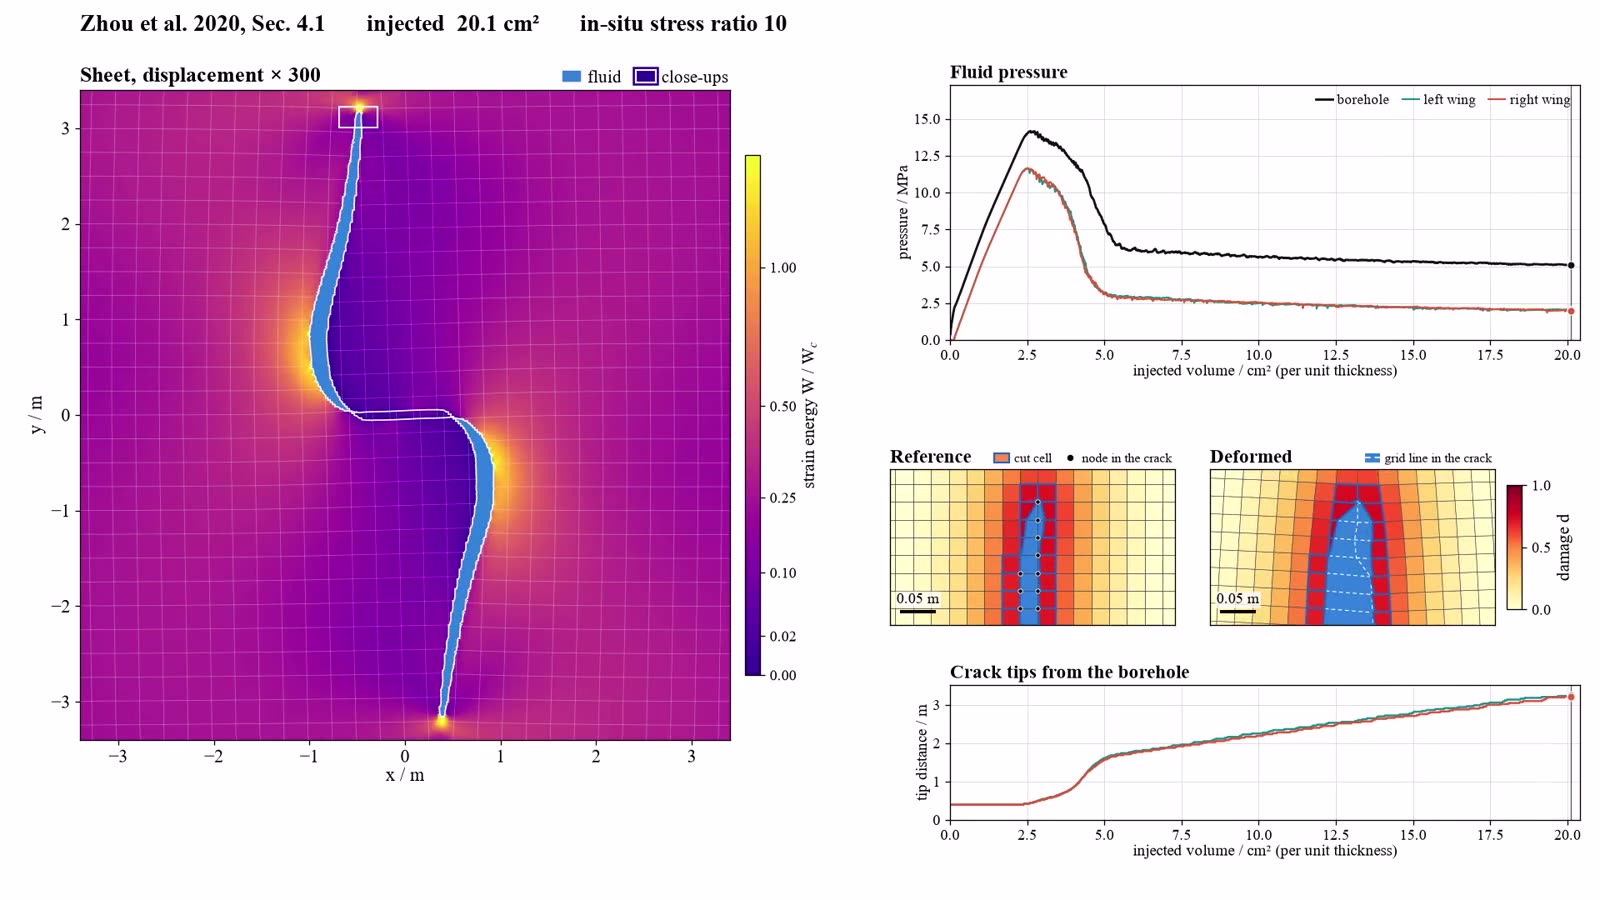 Zhou et al. 2020, Sec. 4.1 injected 20.1 cm² in-situ stress ratio 10
Sheet, displacement × 300
fluid close-ups
3
2
1
0
−1
−2
−3
y / m
−3 −2 −1 0 1 2 3
x / m
1.00
0.50
0.25
0.10
0.02
0.00
strain energy W / W_c
Fluid pressure
borehole left wing right wing
15.0
12.5
10.0
7.5
5.0
2.5
0.0
pressure / MPa
0.0 2.5 5.0 7.5 10.0 12.5 15.0 17.5 20.0
injected volume / cm² (per unit thickness)
Reference cut cell node in the crack
0.05 m
Deformed grid line in the crack
0.05 m
1.0
0.5
0.0
damage d
Crack tips from the borehole
3
2
1
0
tip distance / m
0.0 2.5 5.0 7.5 10.0 12.5 15.0 17.5 20.0
injected volume / cm² (per unit thickness)